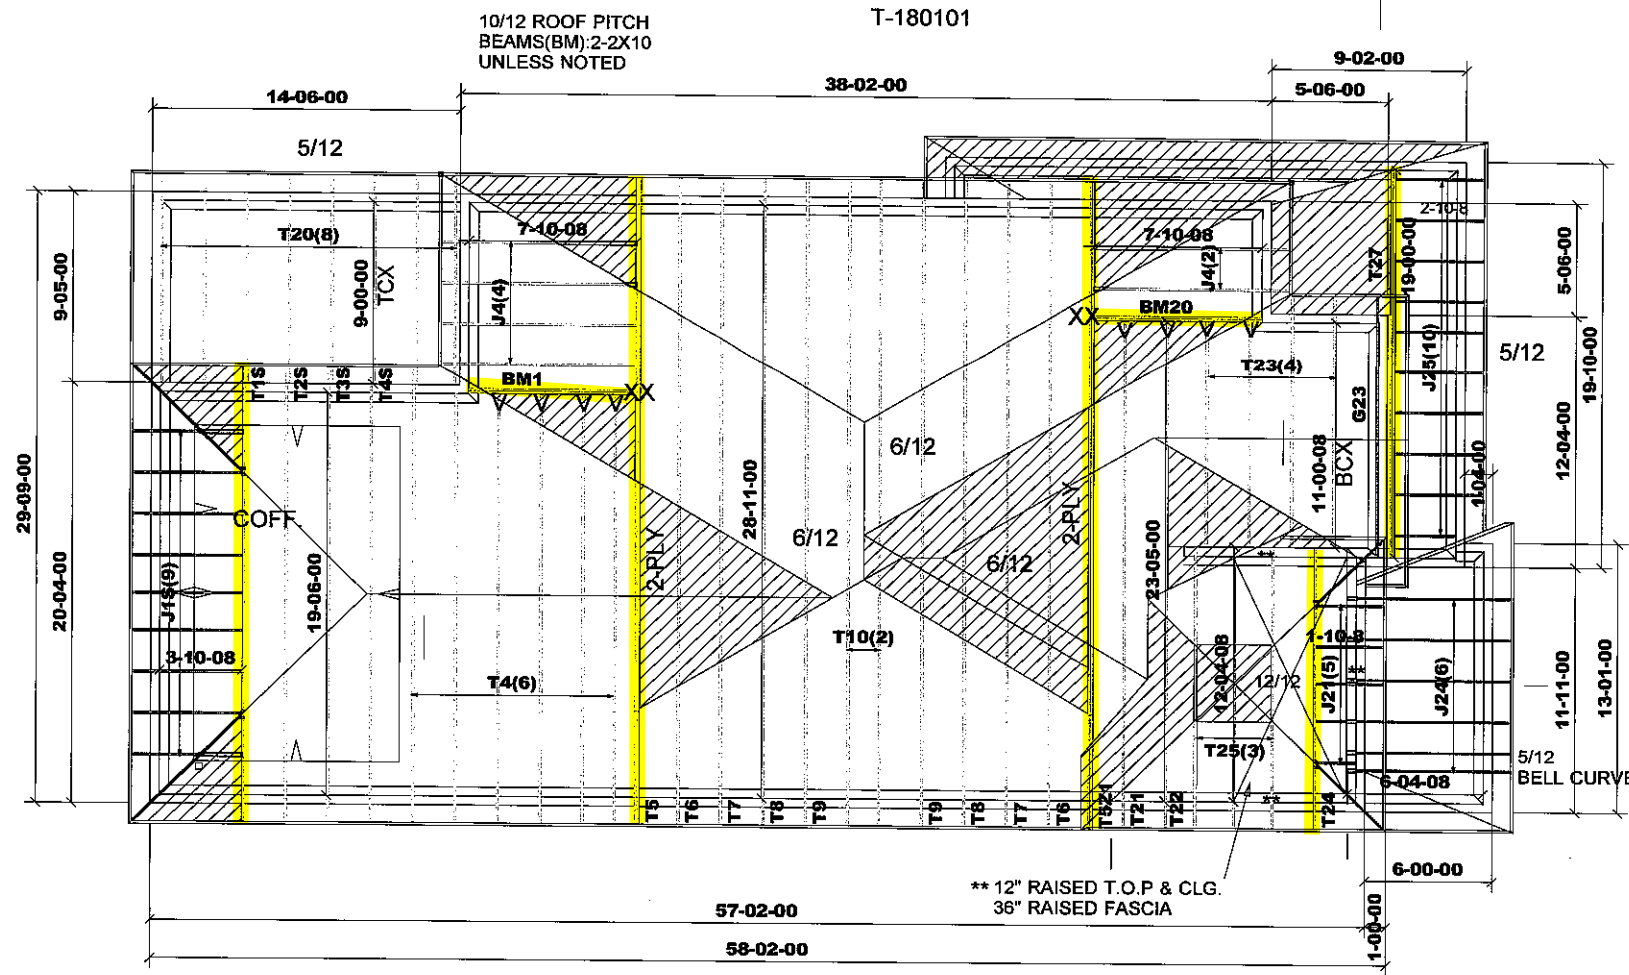 T-180101
10/12 ROOF PITCH
BEAMS(BM):2-2X10
UNLESS NOTED
9-02-00
38-02-00
5-06-00
14-06-00
5/12
2-10-8
T20(8)
7-10-08
7-10-08
9-05-00
9-00-00
TCX
J4(4)
J4(2)
T27
19-00-00
5-06-00
BM20
XX
5/12
T23(4)
J25(10)
19-10-00
BM1
XX
T1S
T2S
T3S
T4S
G23
6/12
29-09-00
28-11-00
11-00-08
BCX
1-04-00
12-04-00
COFF.
2-PLY
2-PLY
6/12
6/12
23-05-00
**
J1S(9)
20-04-00
19-06-00
3-10-08
T10(2)
1-10-8
**
T4(6)
12-04-08
12/12
J21(5)
J24(6)
11-11-00
13-01-00
T25(3)
5/12
BELL CURVE
6-04-08
**
T5
T6
T7
T8
T9
T9
T8
T7
T6
T521
T21
T22
T24
6-00-00
** 12" RAISED T.O.P & CLG.
36" RAISED FASCIA
57-02-00
1-00-00
58-02-00